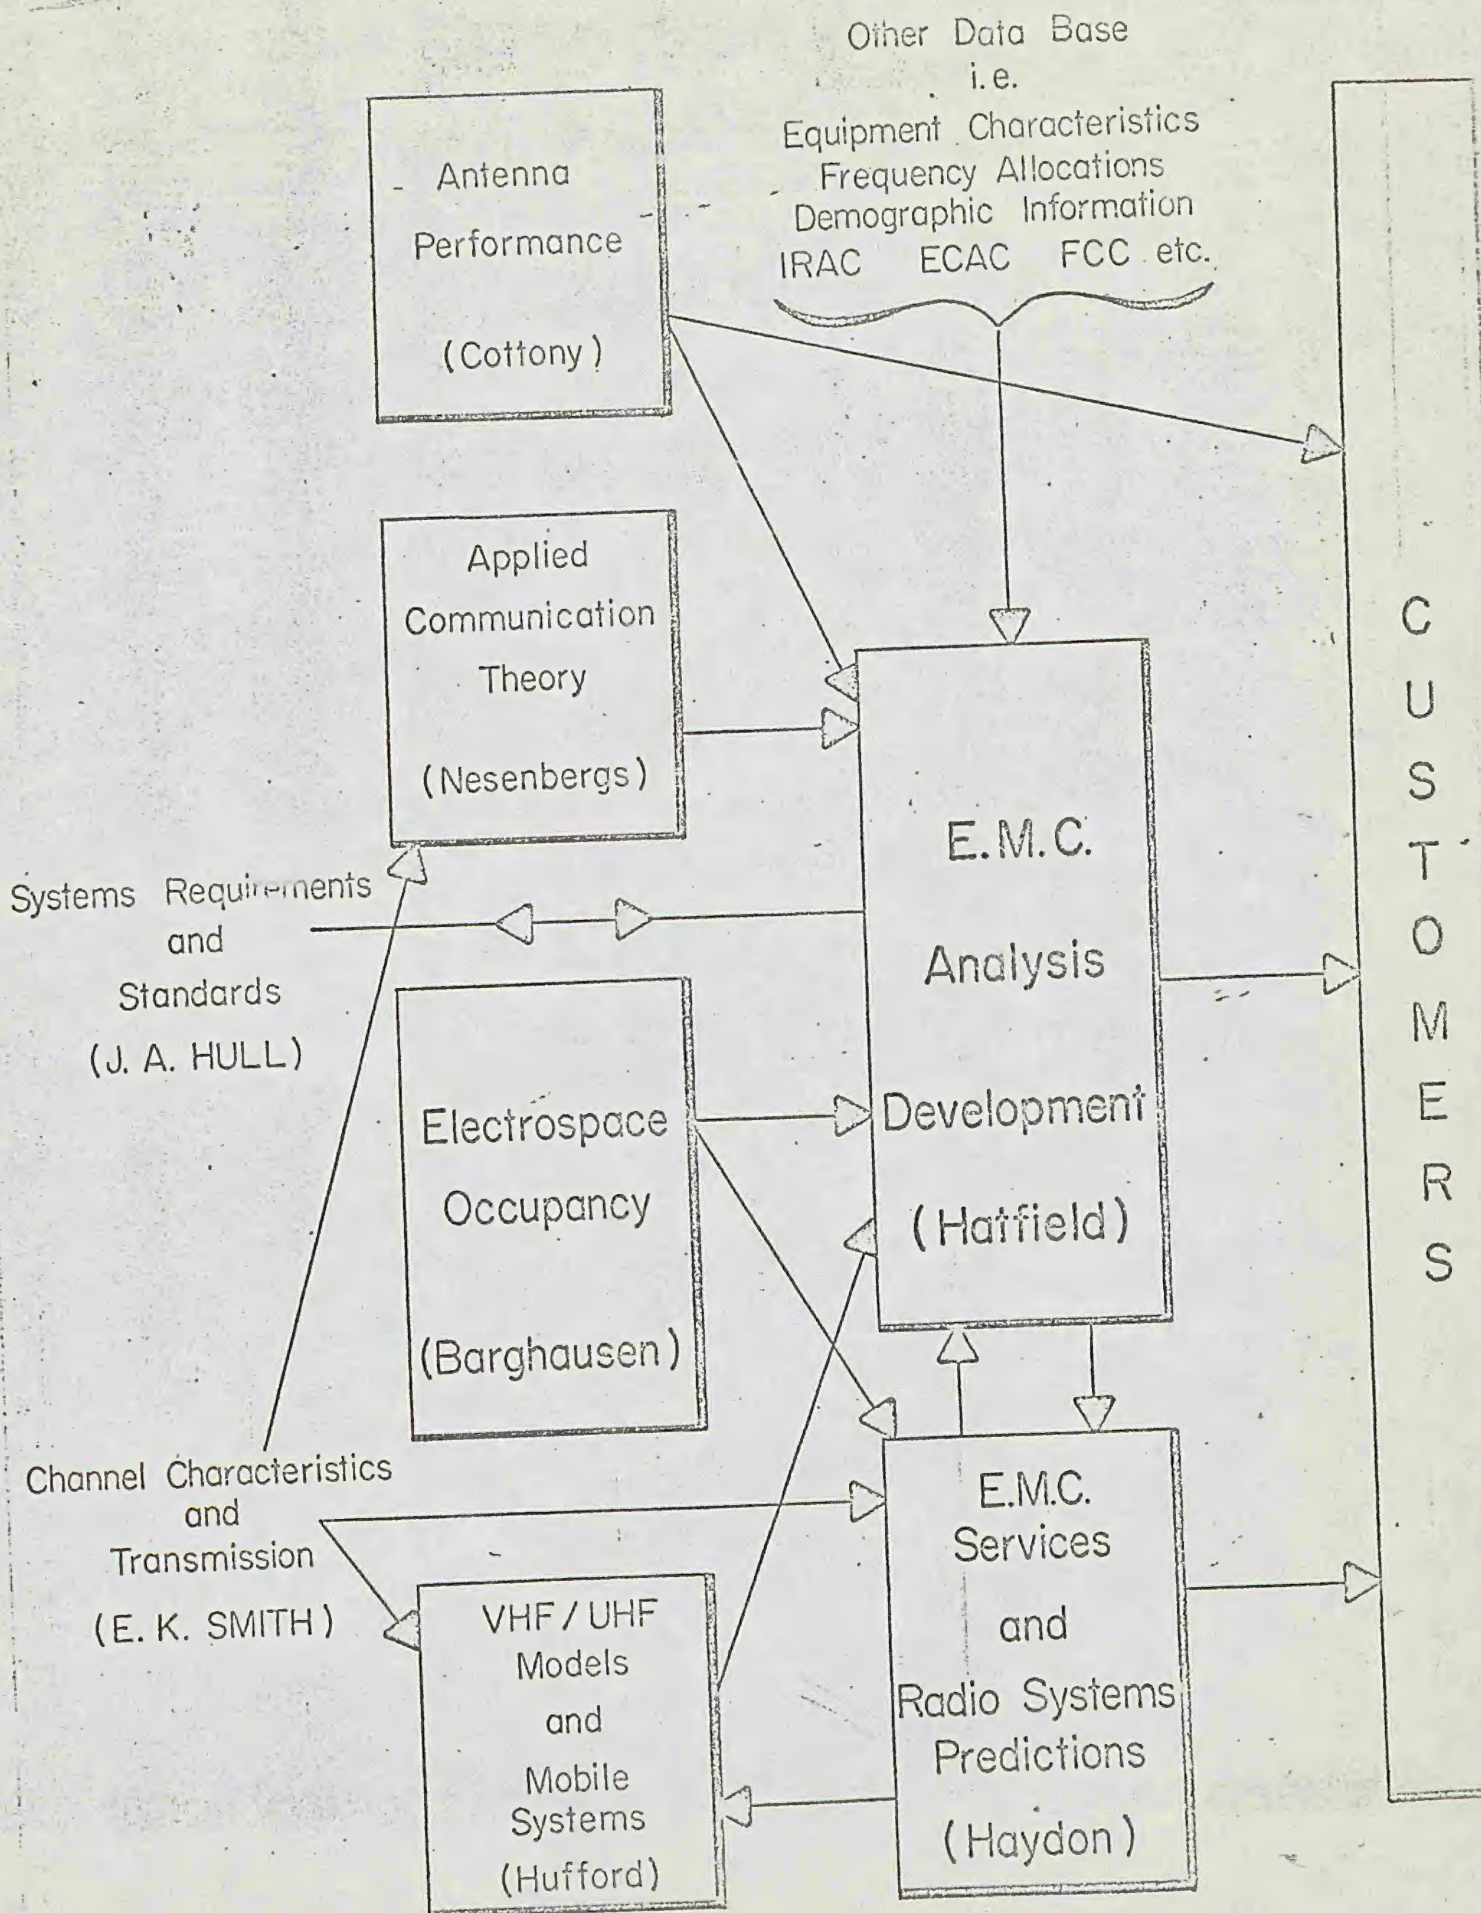 Other Data Base
i.e.
Equipment Characteristics
Frequency Allocations
Demographic Information
IRAC ECAC FCC etc.
Antenna
Performance
(Cottony)
Applied
Communication
Theory
(Nesenbergs)
Systems Requirements
and
Standards
(J. A. HULL)
Electrospace
Occupancy
(Barghausen)
Channel Characteristics
and
Transmission
(E. K. SMITH)
VHF / UHF
Models
and
Mobile
Systems
(Hufford)
E.M.C.
Analysis
Development
(Hatfield)
E.M.C.
Services
and
Radio Systems
Predictions
(Haydon)
C
U
S
T
O
M
E
R
S